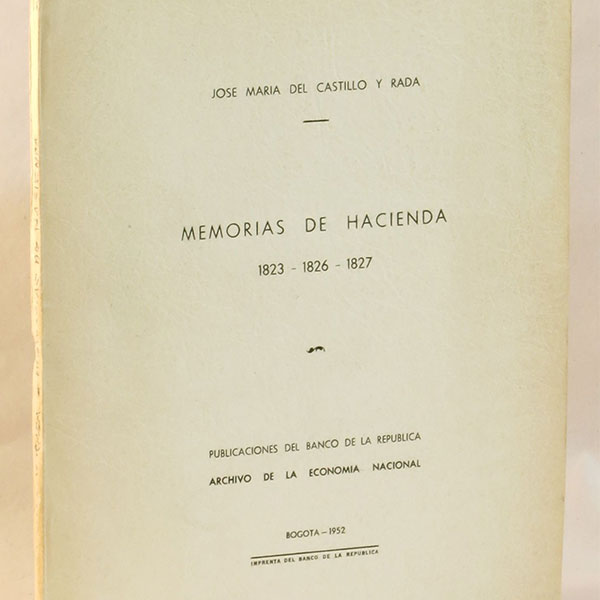 JOSE MARIA DEL CASTILLO Y RADA
MEMORIAS DE HACIENDA
1823 - 1826 - 1827
PUBLICACIONES DEL BANCO DE LA REPUBLICA
ARCHIVO DE LA ECONOMIA NACIONAL
BOGOTA - 1952
IMPRENTA DEL BANCO DE LA REPUBLICA